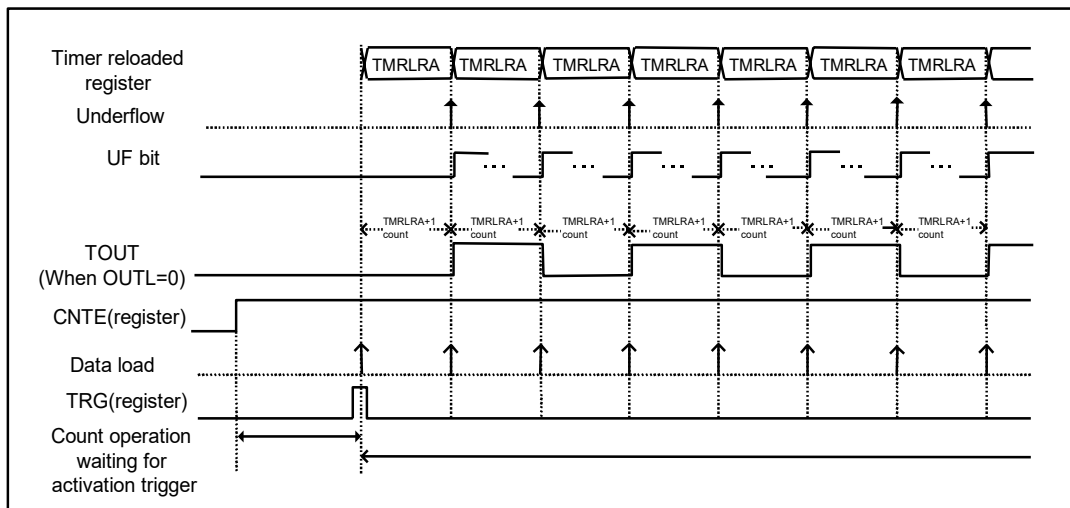 Timer reloaded
register
TMRLRA TMRLRA TMRLRA TMRLRA TMRLRA TMRLRA TMRLRA
Underflow
UF bit
TMRLRA+1 TMRLRA+1 TMRLRA+1 TMRLRA+1 TMRLRA+1 TMRLRA+1 TMRLRA+1
count count count count count count count
TOUT
(When OUTL=0)
CNTE(register)
Data load
TRG(register)
Count operation
waiting for
activation trigger